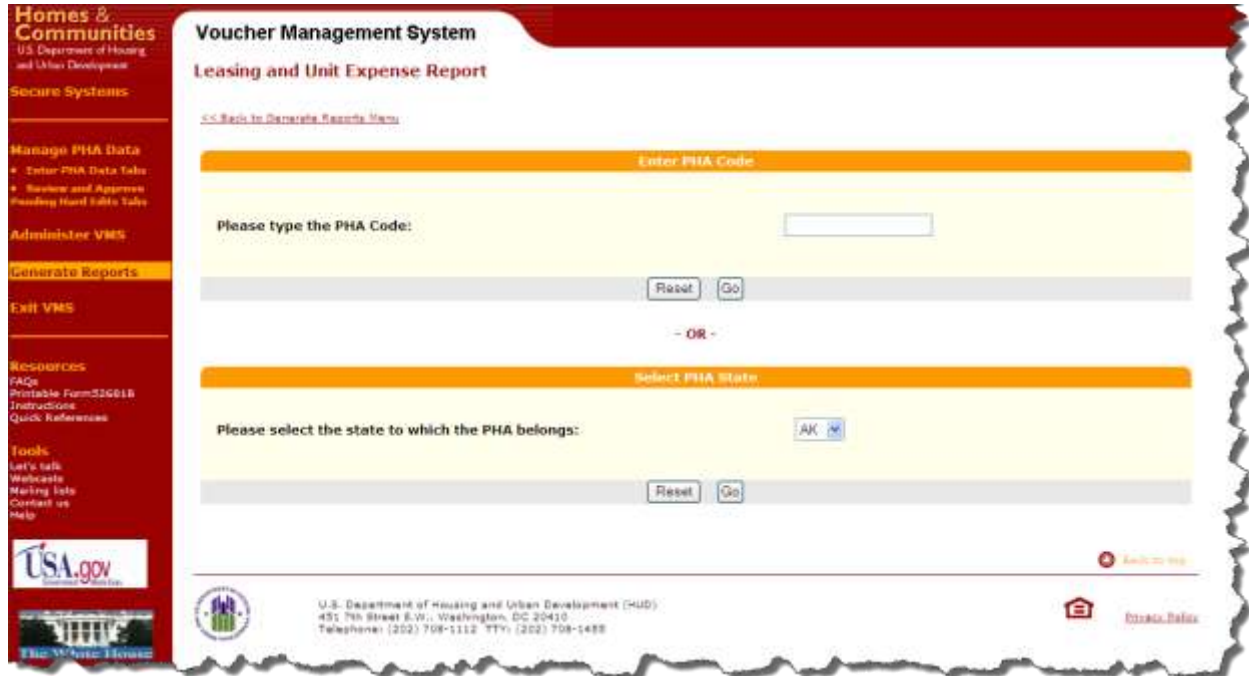 Homes &
Communities
U.S. Department of Housing
and Urban Development
Secure Systems
Manage PHA Data
Enter PHA Data Tabs
Review and Approve
Pending Hard Edits Tabs
Administer VMS
Generate Reports
Exit VMS
Resources
FAQs
Printable Form52681B
Instructions
Quick References
Tools
Let's talk
Webcasts
Mailing lists
Contact us
Help
USA.gov
The White House
Voucher Management System
Leasing and Unit Expense Report
<< Back to Generate Reports Menu
Enter PHA Code
Please type the PHA Code:
Reset Go
- OR -
Select PHA State
Please select the state to which the PHA belongs: AK
Reset Go
Back to top
U.S. Department of Housing and Urban Development (HUD)
451 7th Street S.W., Washington, DC 20410
Telephone: (202) 708-1112 TTY: (202) 708-1455
Privacy Policy